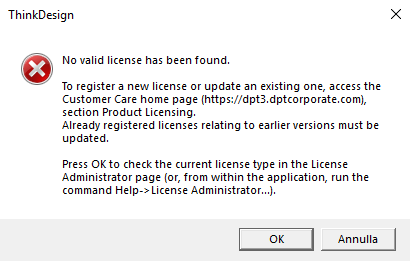 ThinkDesign
No valid license has been found.
To register a new license or update an existing one, access the
Customer Care home page (https://dpt3.dptcorporate.com),
section Product Licensing.
Already registered licenses relating to earlier versions must be
updated.
Press OK to check the current license type in the License
Administrator page (or, from within the application, run the
command Help->License Administrator...).
OK
Annulla